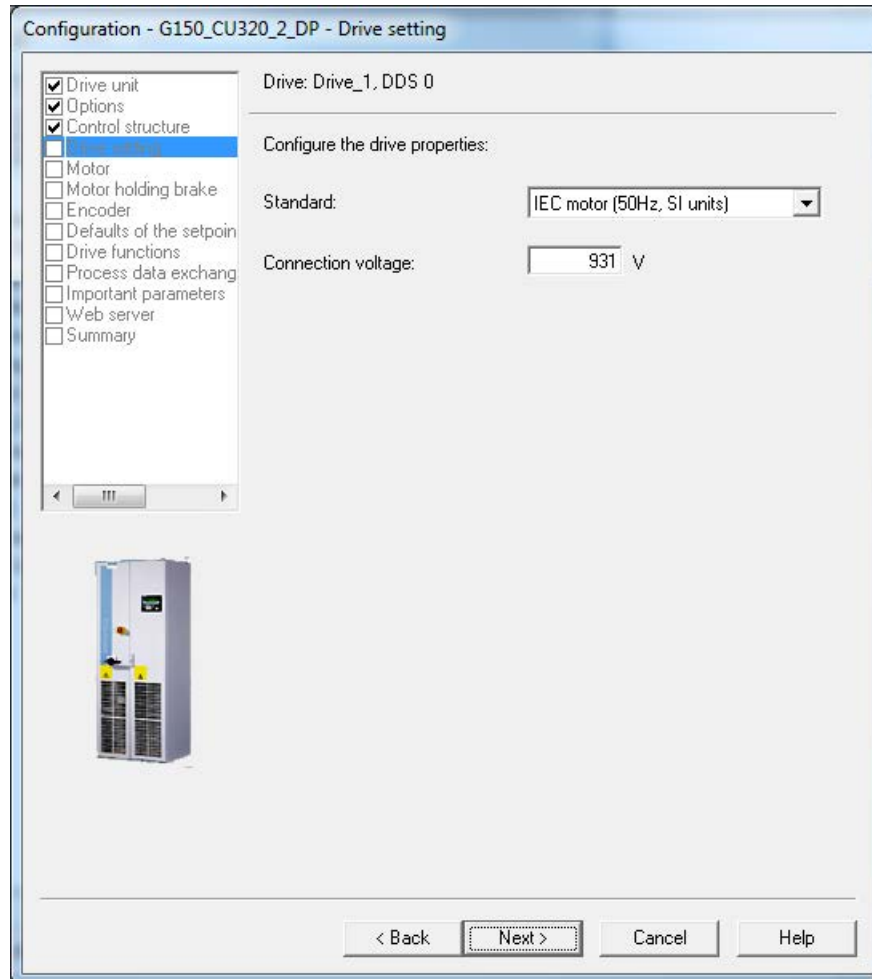 Configuration - G150_CU320_2_DP - Drive setting
Drive unit
Options
Control structure
Drive setting
Motor
Motor holding brake
Encoder
Defaults of the setpoin
Drive functions
Process data exchang
Important parameters
Web server
Summary
Drive: Drive_1, DDS 0
Configure the drive properties:
Standard: IEC motor (50Hz, SI units)
Connection voltage: 931 V
< Back Next > Cancel Help